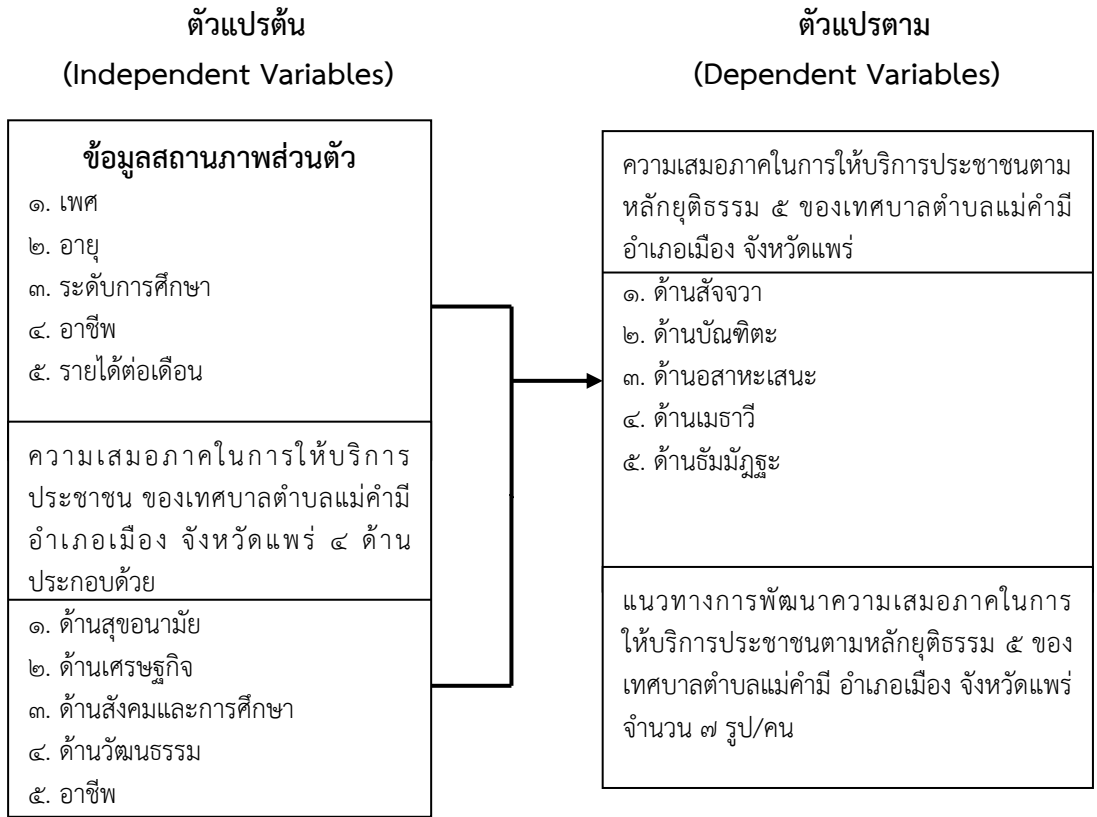 ตัวแปรต้น
(Independent Variables)
ข้อมูลสถานภาพส่วนตัว
๑. เพศ
๒. อายุ
๓. ระดับการศึกษา
๔. อาชีพ
๕. รายได้ต่อเดือน
ความเสมอภาคในการให้บริการ
ประชาชน ของเทศบาลตำบลแม่คำมี
อำเภอเมือง จังหวัดแพร่ ๔ ด้าน
ประกอบด้วย
๑. ด้านสุขอนามัย
๒. ด้านเศรษฐกิจ
๓. ด้านสังคมและการศึกษา
๔. ด้านวัฒนธรรม
๕. อาชีพ
ตัวแปรตาม
(Dependent Variables)
ความเสมอภาคในการให้บริการประชาชนตาม
หลักยุติธรรม ๕ ของเทศบาลตำบลแม่คำมี
อำเภอเมือง จังหวัดแพร่
๑. ด้านสัจจวา
๒. ด้านบัณฑิตะ
๓. ด้านอสาหะเสนะ
๔. ด้านเมธาวี
๕. ด้านธัมมัฎฐะ
แนวทางการพัฒนาความเสมอภาคในการ
ให้บริการประชาชนตามหลักยุติธรรม ๕ ของ
เทศบาลตำบลแม่คำมี อำเภอเมือง จังหวัดแพร่
จำนวน ๗ รูป/คน